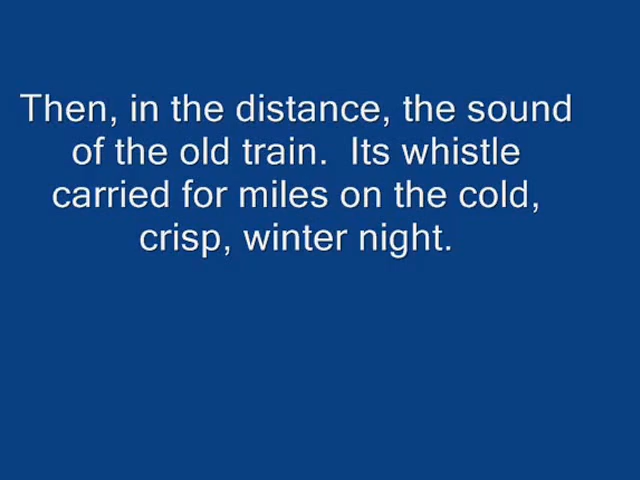 Then, in the distance, the sound
of the old train.  Its whistle
carried for miles on the cold,
crisp, winter night.